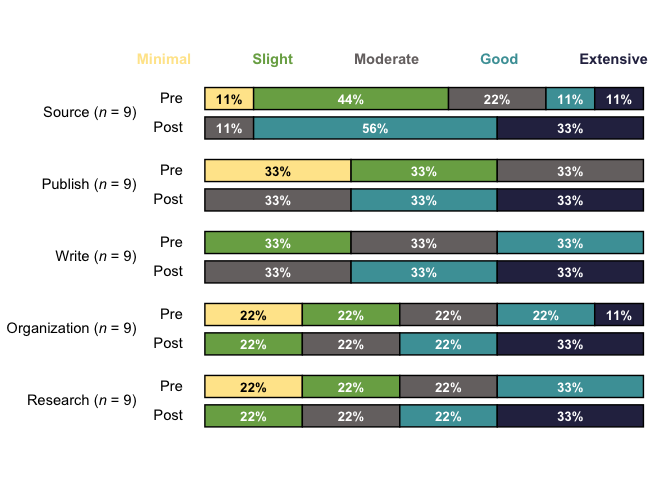 Minimal Slight Moderate Good Extensive
Source (n = 9)
Pre 11% 44% 22% 11% 11%
Post 11% 56% 33%
Publish (n = 9)
Pre 33% 33% 33%
Post 33% 33% 33%
Write (n = 9)
Pre 33% 33% 33%
Post 33% 33% 33%
Organization (n = 9)
Pre 22% 22% 22% 22% 11%
Post 22% 22% 22% 33%
Research (n = 9)
Pre 22% 22% 22% 33%
Post 22% 22% 22% 33%